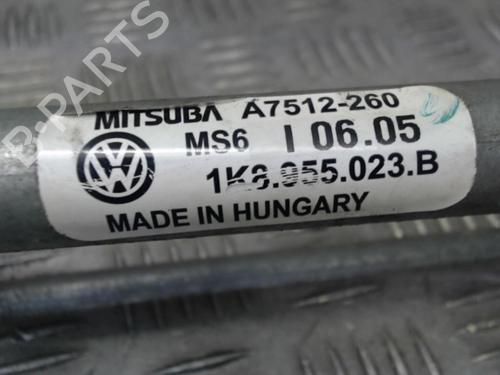 B-PARTS
MITSUBA A7512-260
MS6 I 06.05
1K8.955.023.B
MADE IN HUNGARY